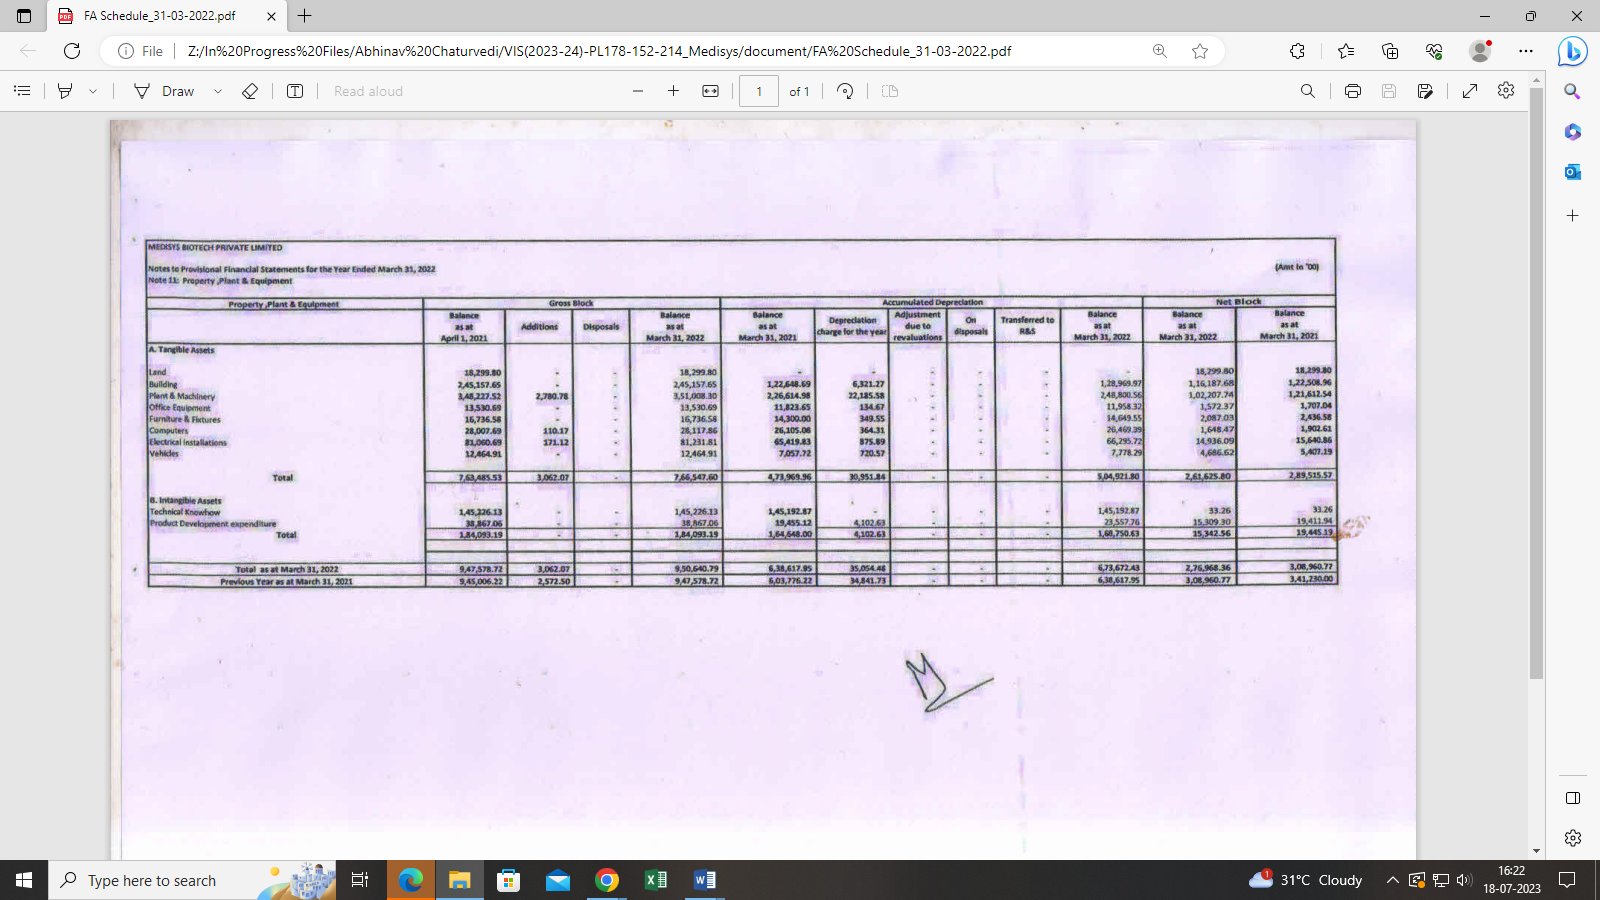 FA Schedule_31-03-2022.pdf
File Z:/In%20Progress%20Files/Abhinav%20Chaturvedi/VIS(2023-24)-PL178-152-214_Medisys/document/FA%20Schedule_31-03-2022.pdf
Draw Read aloud 1 of 1
MEDISYS BIOTECH PRIVATE LIMITED
Notes to Provisional Financial Statements for the Year Ended March 31, 2022 (Amt in '00)
Note 11: Property ,Plant & Equipment
Property ,Plant & Equipment Gross Block Accumulated Depreciation Net Block
Balance as at April 1, 2021 Additions Disposals Balance as at March 31, 2022 Balance as at March 31, 2021 Depreciation charge for the year Adjustment due to revaluations On disposals Transferred to R&S Balance as at March 31, 2022 Balance as at March 31, 2022 Balance as at March 31, 2021
A. Tangible Assets
Land 18,299.80 - - 18,299.80 - - - - - - 18,299.80 18,299.80
Building 2,45,157.65 - - 2,45,157.65 1,22,648.69 6,321.27 - - - 1,28,969.97 1,16,187.68 1,22,508.96
Plant & Machinery 3,48,227.52 2,780.78 - 3,51,008.30 2,26,614.98 22,185.58 - - - 2,48,800.56 1,02,207.74 1,21,612.54
Office Equipment 13,530.69 - - 13,530.69 11,823.65 134.67 - - - 11,958.32 1,572.37 1,707.04
Furniture & Fixtures 16,736.58 - - 16,736.58 14,300.00 349.55 - - - 14,649.55 2,087.03 2,436.58
Computers 28,007.69 110.17 - 28,117.86 26,105.08 364.31 - - - 26,469.39 1,648.47 1,902.61
Electrical Installations 81,060.69 171.12 - 81,231.81 65,419.83 875.89 - - - 66,295.72 14,936.09 15,640.86
Vehicles 12,464.91 - - 12,464.91 7,057.72 720.57 - - - 7,778.29 4,686.62 5,407.19
Total 7,63,485.53 3,062.07 - 7,66,547.60 4,73,969.96 30,951.84 - - - 5,04,921.80 2,61,625.80 2,89,515.57
B. Intangible Assets
Technical Knowhow 1,45,226.13 - - 1,45,226.13 1,45,192.87 - - - - 1,45,192.87 33.26 33.26
Product Development expenditure 38,867.06 - - 38,867.06 19,455.12 4,102.63 - - - 23,557.76 15,309.30 19,411.94
Total 1,84,093.19 - - 1,84,093.19 1,64,648.00 4,102.63 - - - 1,68,750.63 15,342.56 19,445.19
Total as at March 31, 2022 9,47,578.72 3,062.07 - 9,50,640.79 6,38,617.95 35,054.48 - - - 6,73,672.43 2,76,968.36 3,08,960.77
Previous Year as at March 31, 2021 9,45,006.22 2,572.50 - 9,47,578.72 6,03,776.22 34,841.73 - - - 6,38,617.95 3,08,960.77 3,41,230.00
Type here to search 1 31°C Cloudy 16:22
18-07-2023